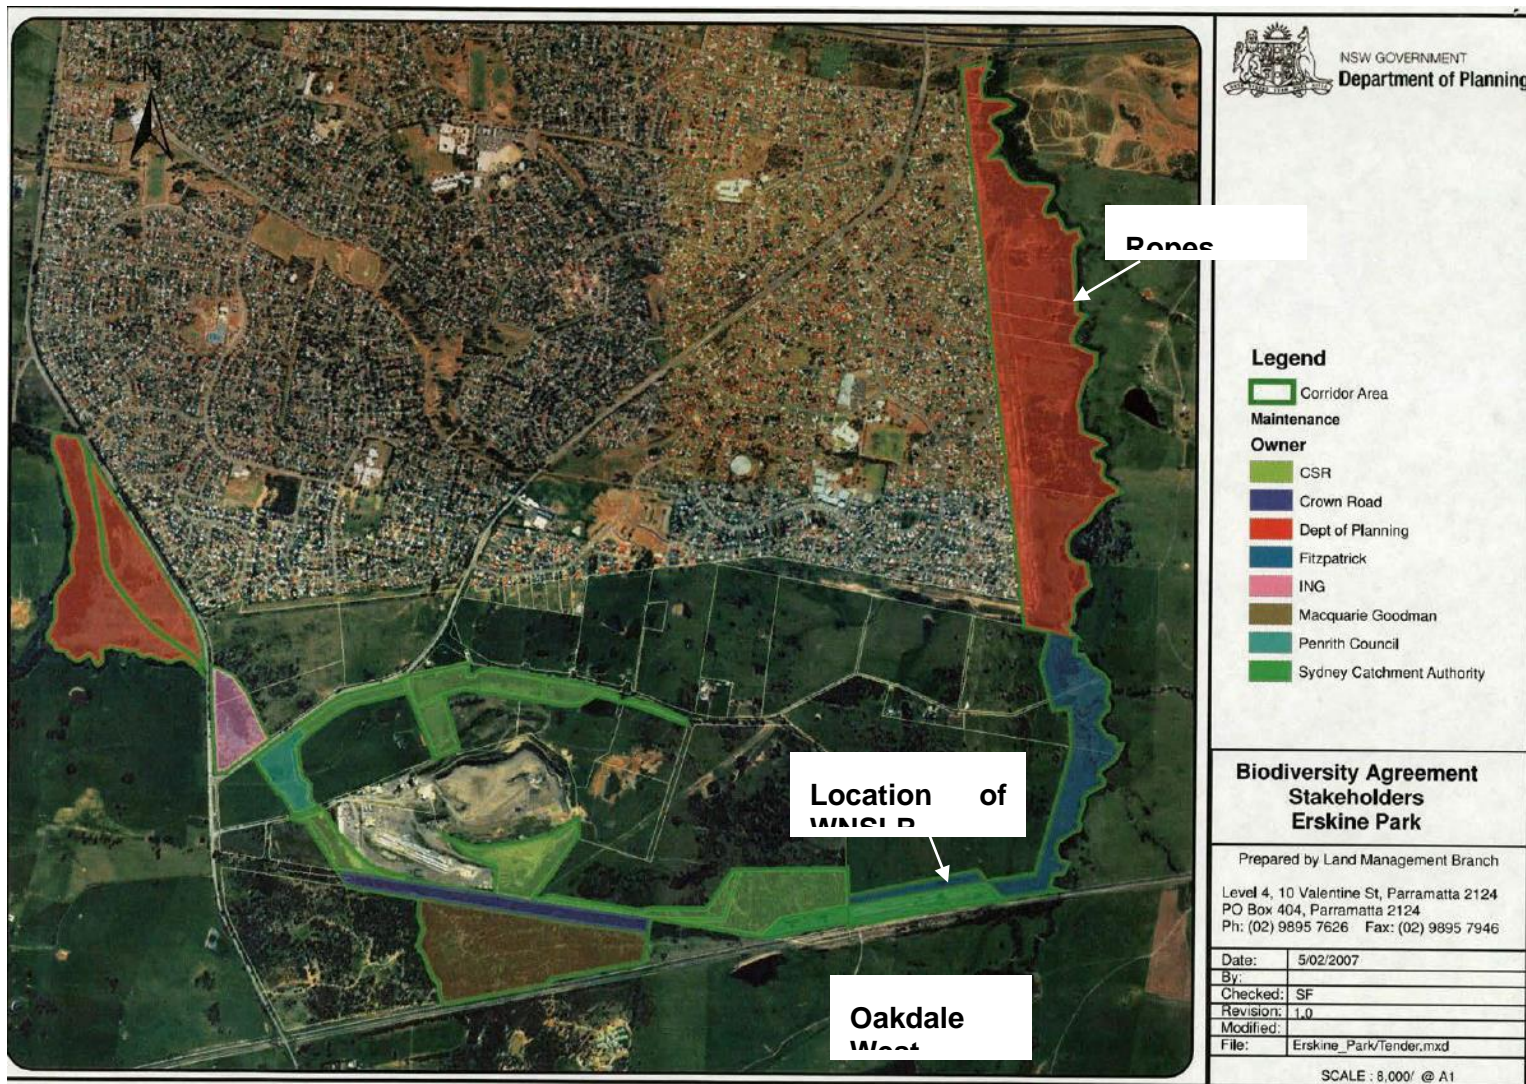 N
NSW GOVERNMENT
Department of Planning
Ropes
Legend
Corridor Area
Maintenance
Owner
CSR
Crown Road
Dept of Planning
Fitzpatrick
ING
Macquarie Goodman
Penrith Council
Sydney Catchment Authority
Location of
WNSLR
Oakdale
West
Biodiversity Agreement
Stakeholders
Erskine Park
Prepared by Land Management Branch
Level 4, 10 Valentine St, Parramatta 2124
PO Box 404, Parramatta 2124
Ph: (02) 9895 7626 Fax: (02) 9895 7946
Date: 5/02/2007
By:
Checked: SF
Revision: 1.0
Modified:
File: Erskine_Park/Tender.mxd
SCALE : 8,000/ @ A1